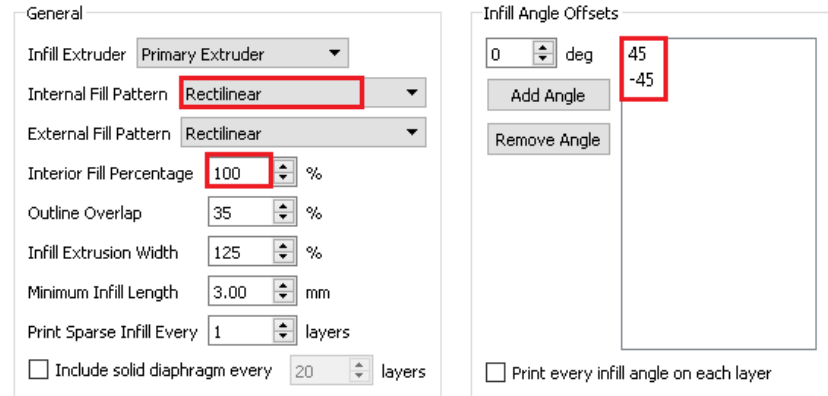 General
Infill Extruder Primary Extruder
Internal Fill Pattern Rectilinear
External Fill Pattern Rectilinear
Interior Fill Percentage 100 %
Outline Overlap 35 %
Infill Extrusion Width 125 %
Minimum Infill Length 3.00 mm
Print Sparse Infill Every 1 layers
Include solid diaphragm every 20 layers
Infill Angle Offsets
0 deg
Add Angle
Remove Angle
45
-45
Print every infill angle on each layer